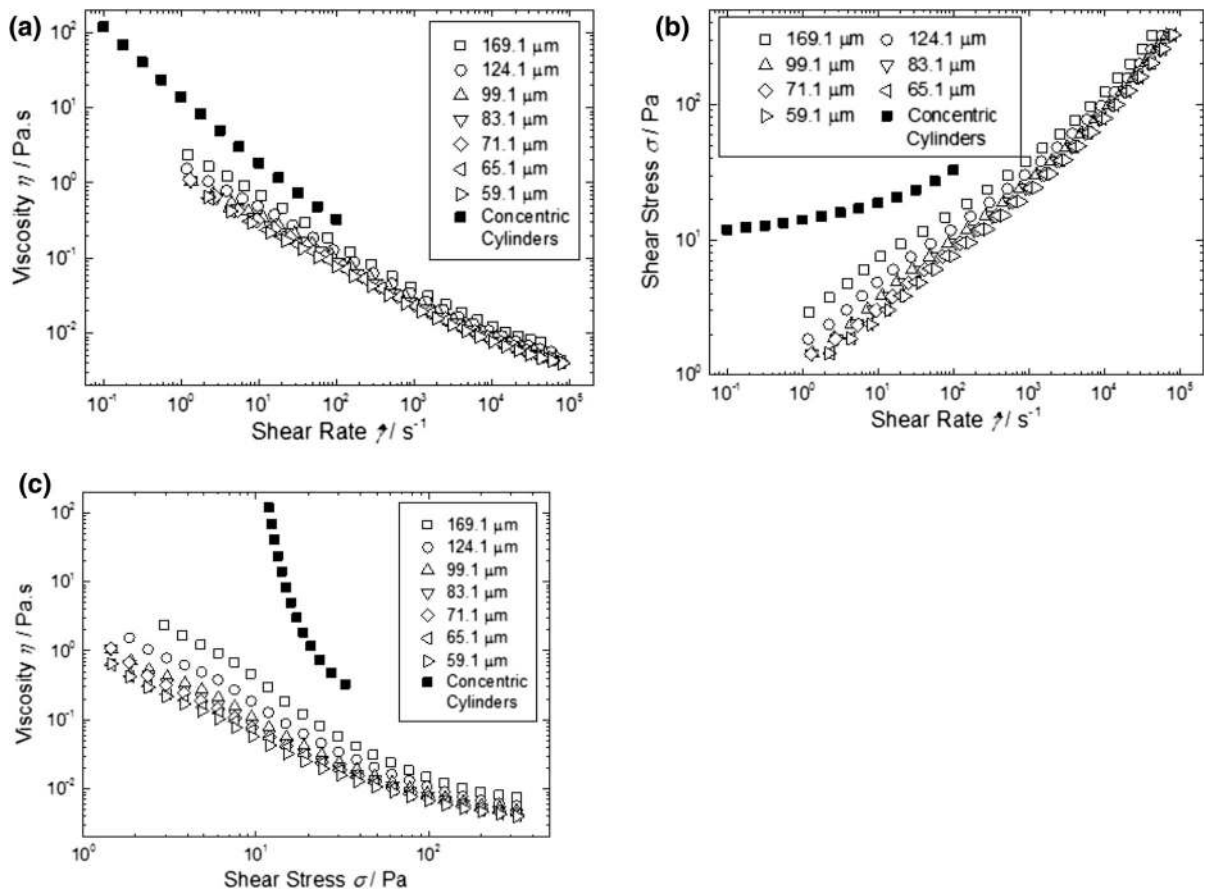 (a)
Viscosity η / Pa.s
10²
10¹
10⁰
10⁻¹
10⁻²
169.1 μm
124.1 μm
99.1 μm
83.1 μm
71.1 μm
65.1 μm
59.1 μm
Concentric
Cylinders
10⁻¹ 10⁰ 10¹ 10² 10³ 10⁴ 10⁵
Shear Rate γ̇ / s⁻¹
(b)
Shear Stress σ / Pa
10²
10¹
10⁰
169.1 μm 124.1 μm
99.1 μm 83.1 μm
71.1 μm 65.1 μm
59.1 μm Concentric
Cylinders
10⁻¹ 10⁰ 10¹ 10² 10³ 10⁴ 10⁵
Shear Rate γ̇ / s⁻¹
(c)
Viscosity η / Pa.s
10²
10¹
10⁰
10⁻¹
10⁻²
169.1 μm
124.1 μm
99.1 μm
83.1 μm
71.1 μm
65.1 μm
59.1 μm
Concentric
Cylinders
10⁰ 10¹ 10²
Shear Stress σ / Pa